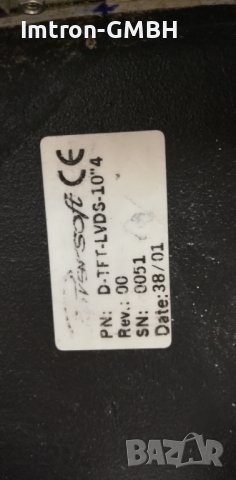 Imtron-GMBH
CE
PN: D-TFT-LVDS-10"4
Rev.: 00
SN: 0051
Date:38/01
BAZAR